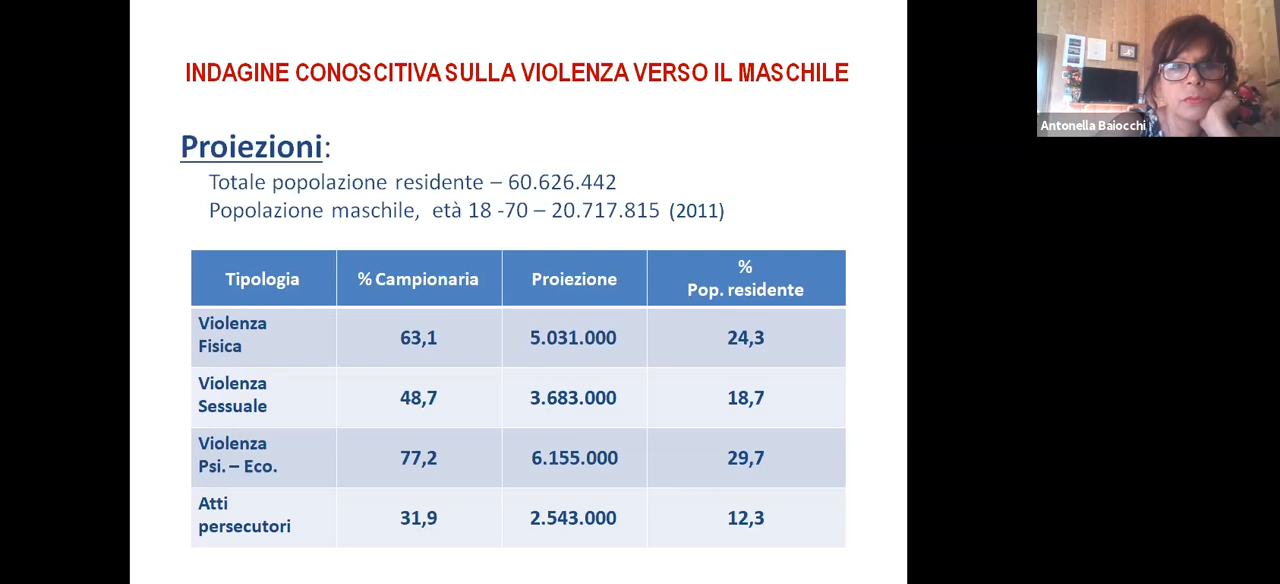 INDAGINE CONOSCITIVA SULLA VIOLENZA VERSO IL MASCHILE
Proiezioni:
Totale popolazione residente – 60.626.442
Popolazione maschile, età 18 -70 – 20.717.815 (2011)
Tipologia % Campionaria Proiezione % Pop. residente
Violenza Fisica 63,1 5.031.000 24,3
Violenza Sessuale 48,7 3.683.000 18,7
Violenza Psi. – Eco. 77,2 6.155.000 29,7
Atti persecutori 31,9 2.543.000 12,3
Antonella Baiocchi